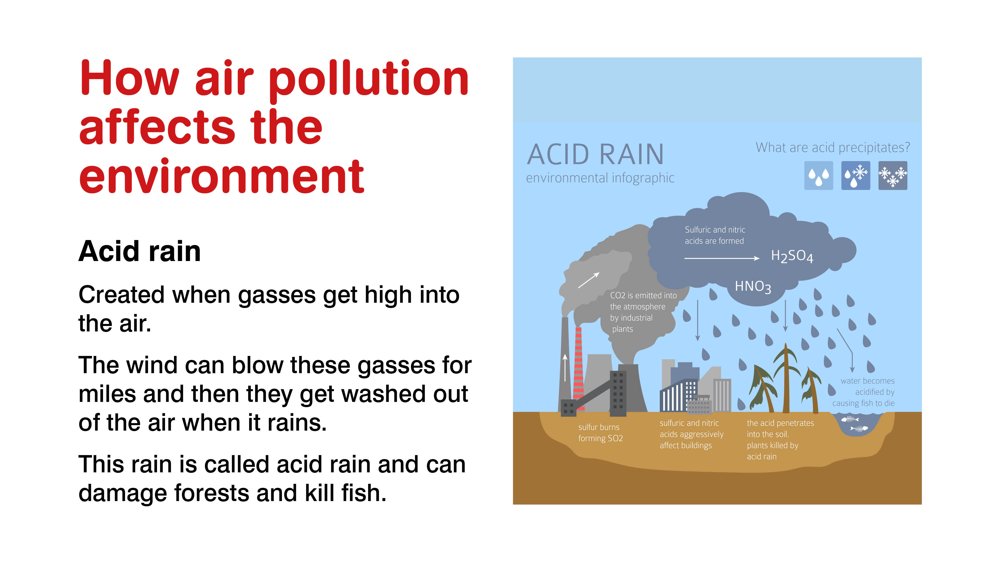 How air pollution
affects the
environment
Acid rain
Created when gasses get high into
the air.
The wind can blow these gasses for
miles and then they get washed out
of the air when it rains.
This rain is called acid rain and can
damage forests and kill fish.
ACID RAIN
environmental infographic
What are acid precipitates?
Sulfuric and nitric
acids are formed
H2SO4
HNO3
CO2 is emitted into
the atmosphere
by industrial
plants
water becomes
acidified by
causing fish to die
sulfur burns
forming SO2
sulfuric and nitric
acids aggressively
affect buildings
the acid penetrates
into the soil.
plants killed by
acid rain